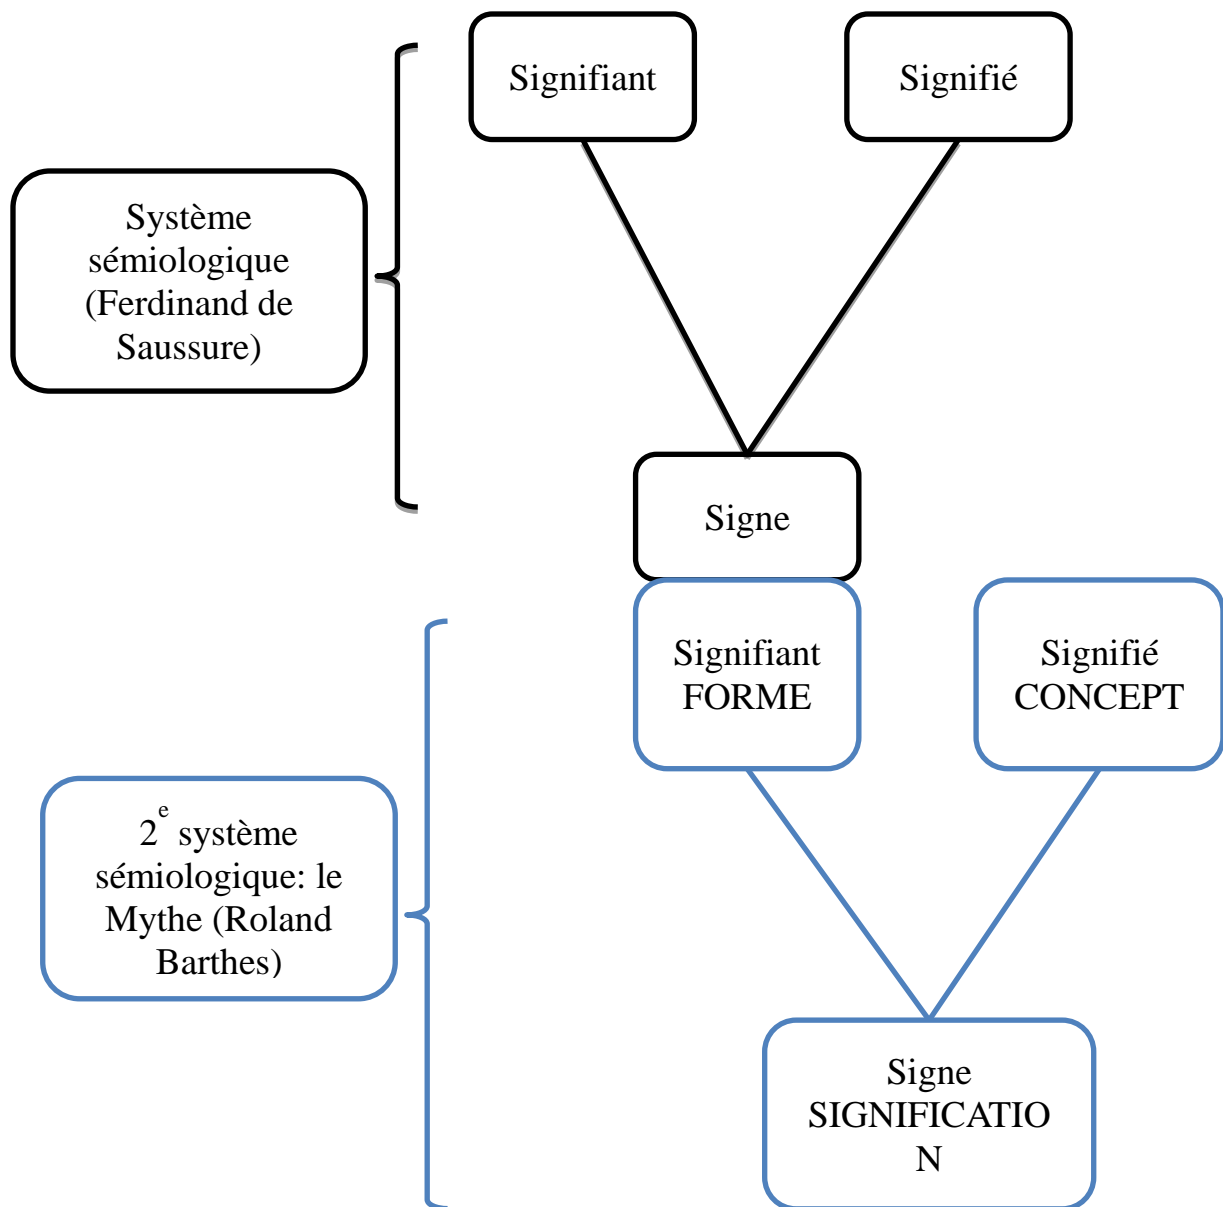 Signifiant
Signifié
Système
sémiologique
(Ferdinand de
Saussure)
Signe
Signifiant
FORME
Signifié
CONCEPT
2e système
sémiologique: le
Mythe (Roland
Barthes)
Signe
SIGNIFICATIO
N